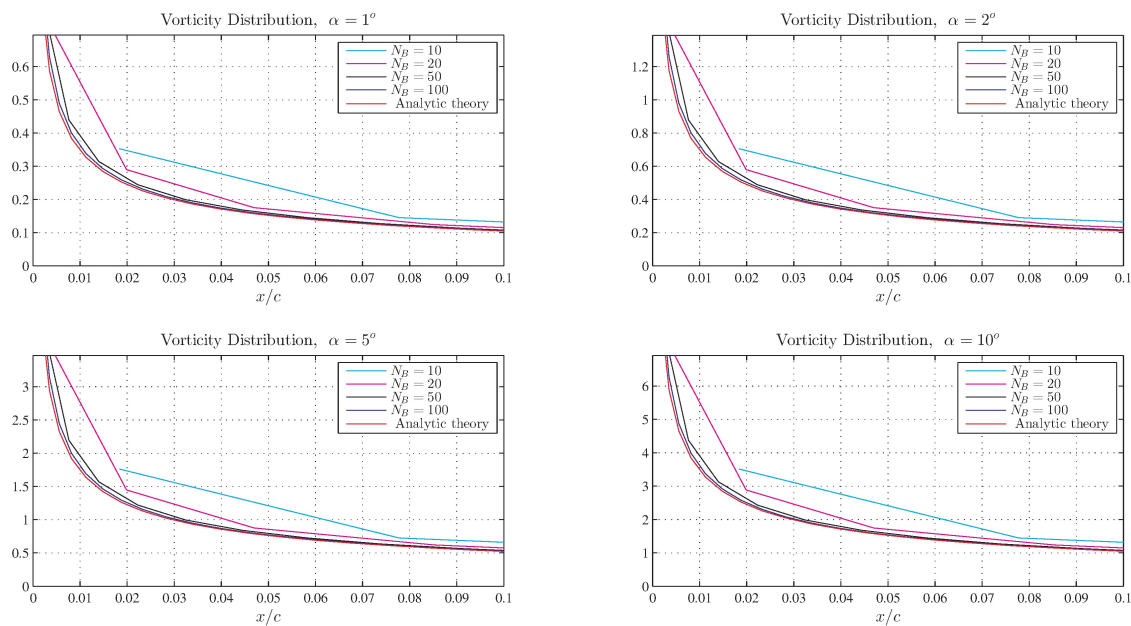 Vorticity Distribution, α = 1°
0.6
0.5
0.4
0.3
0.2
0.1
0
N_B = 10
N_B = 20
N_B = 50
N_B = 100
Analytic theory
0 0.01 0.02 0.03 0.04 0.05 0.06 0.07 0.08 0.09 0.1
x/c
Vorticity Distribution, α = 2°
1.2
1
0.8
0.6
0.4
0.2
0
N_B = 10
N_B = 20
N_B = 50
N_B = 100
Analytic theory
0 0.01 0.02 0.03 0.04 0.05 0.06 0.07 0.08 0.09 0.1
x/c
Vorticity Distribution, α = 5°
3
2.5
2
1.5
1
0.5
0
N_B = 10
N_B = 20
N_B = 50
N_B = 100
Analytic theory
0 0.01 0.02 0.03 0.04 0.05 0.06 0.07 0.08 0.09 0.1
x/c
Vorticity Distribution, α = 10°
6
5
4
3
2
1
0
N_B = 10
N_B = 20
N_B = 50
N_B = 100
Analytic theory
0 0.01 0.02 0.03 0.04 0.05 0.06 0.07 0.08 0.09 0.1
x/c